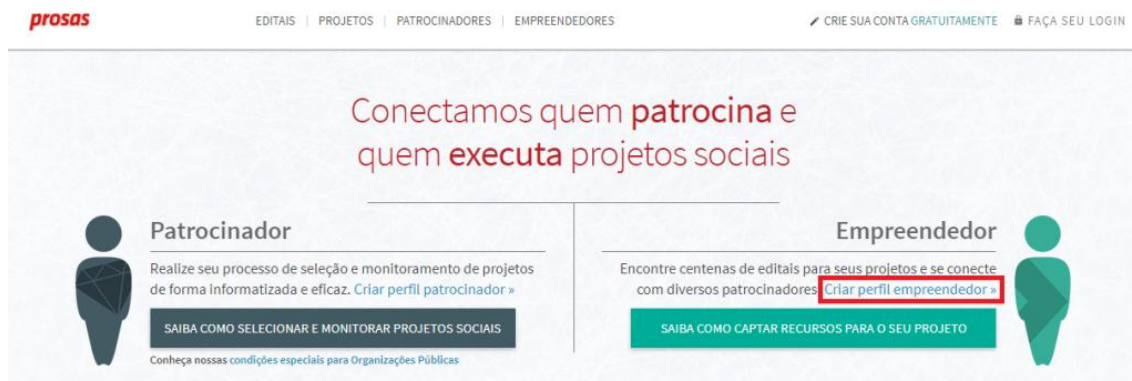 prosas
EDITAIS | PROJETOS | PATROCINADORES | EMPREENDEDORES
CRIE SUA CONTA GRATUITAMENTE
FAÇA SEU LOGIN
Conectamos quem patrocina e
quem executa projetos sociais
Patrocinador
Realize seu processo de seleção e monitoramento de projetos
de forma informatizada e eficaz. Criar perfil patrocinador »
SAIBA COMO SELECIONAR E MONITORAR PROJETOS SOCIAIS
Conheça nossas condições especiais para Organizações Públicas
Empreendedor
Encontre centenas de editais para seus projetos e se conecte
com diversos patrocinadores Criar perfil empreendedor »
SAIBA COMO CAPTAR RECURSOS PARA O SEU PROJETO